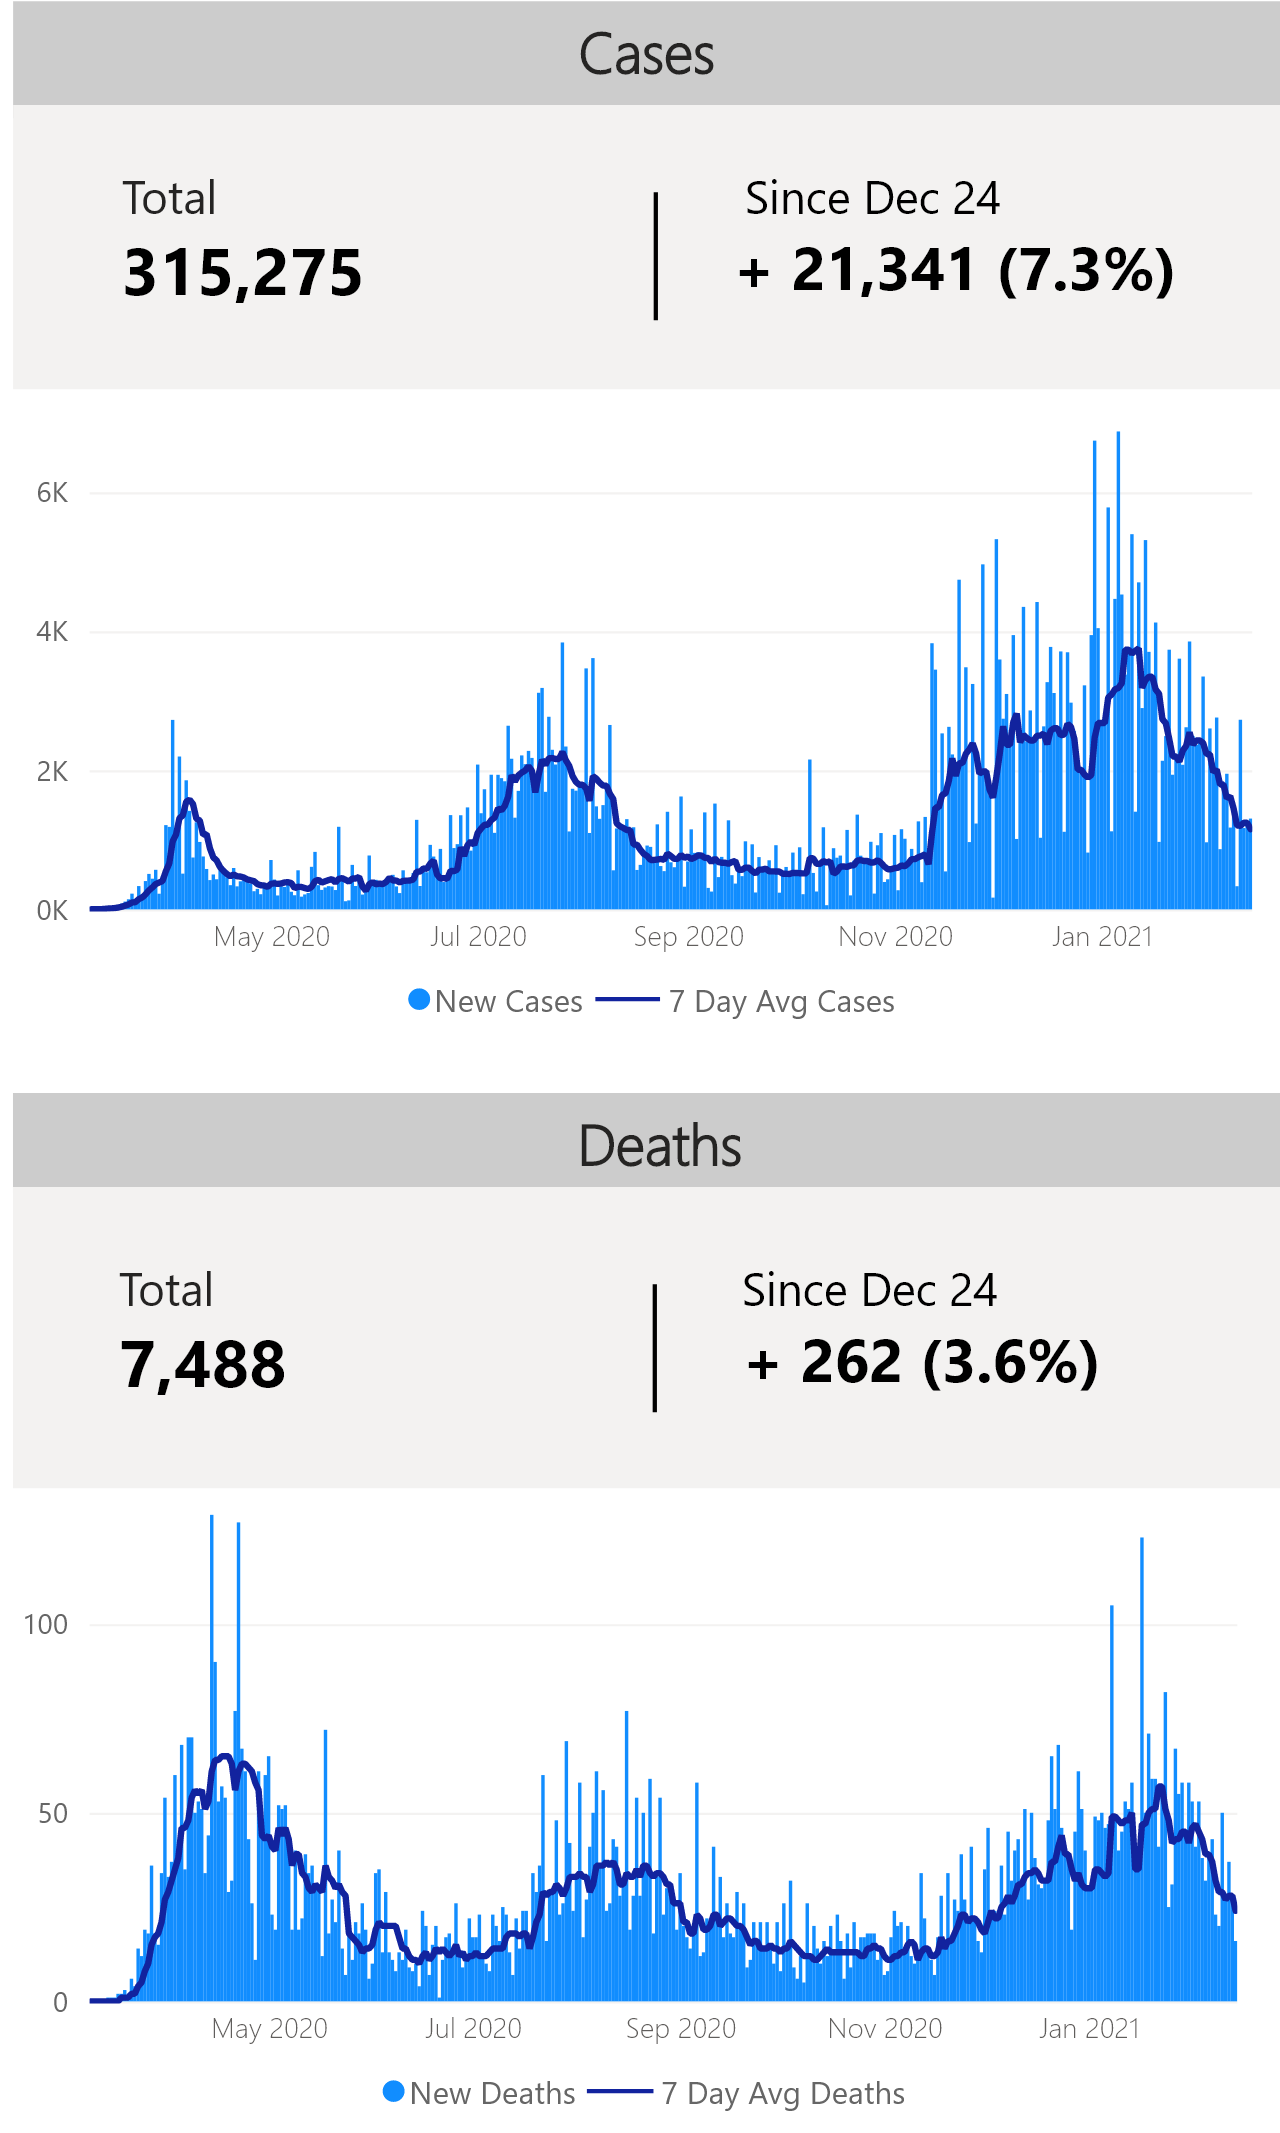 Cases
Total
Since Dec 24
315,275
+ 21,341 (7.3%)
6K
4K
2K
0K
May 2020
Jul 2020
Sep 2020
Nov 2020
Jan 2021
New Cases
7 Day Avg Cases
Deaths
Total
Since Dec 24
7,488
+ 262 (3.6%)
100
50
0
May 2020
Jul 2020
Sep 2020
Nov 2020
Jan 2021
New Deaths
7 Day Avg Deaths